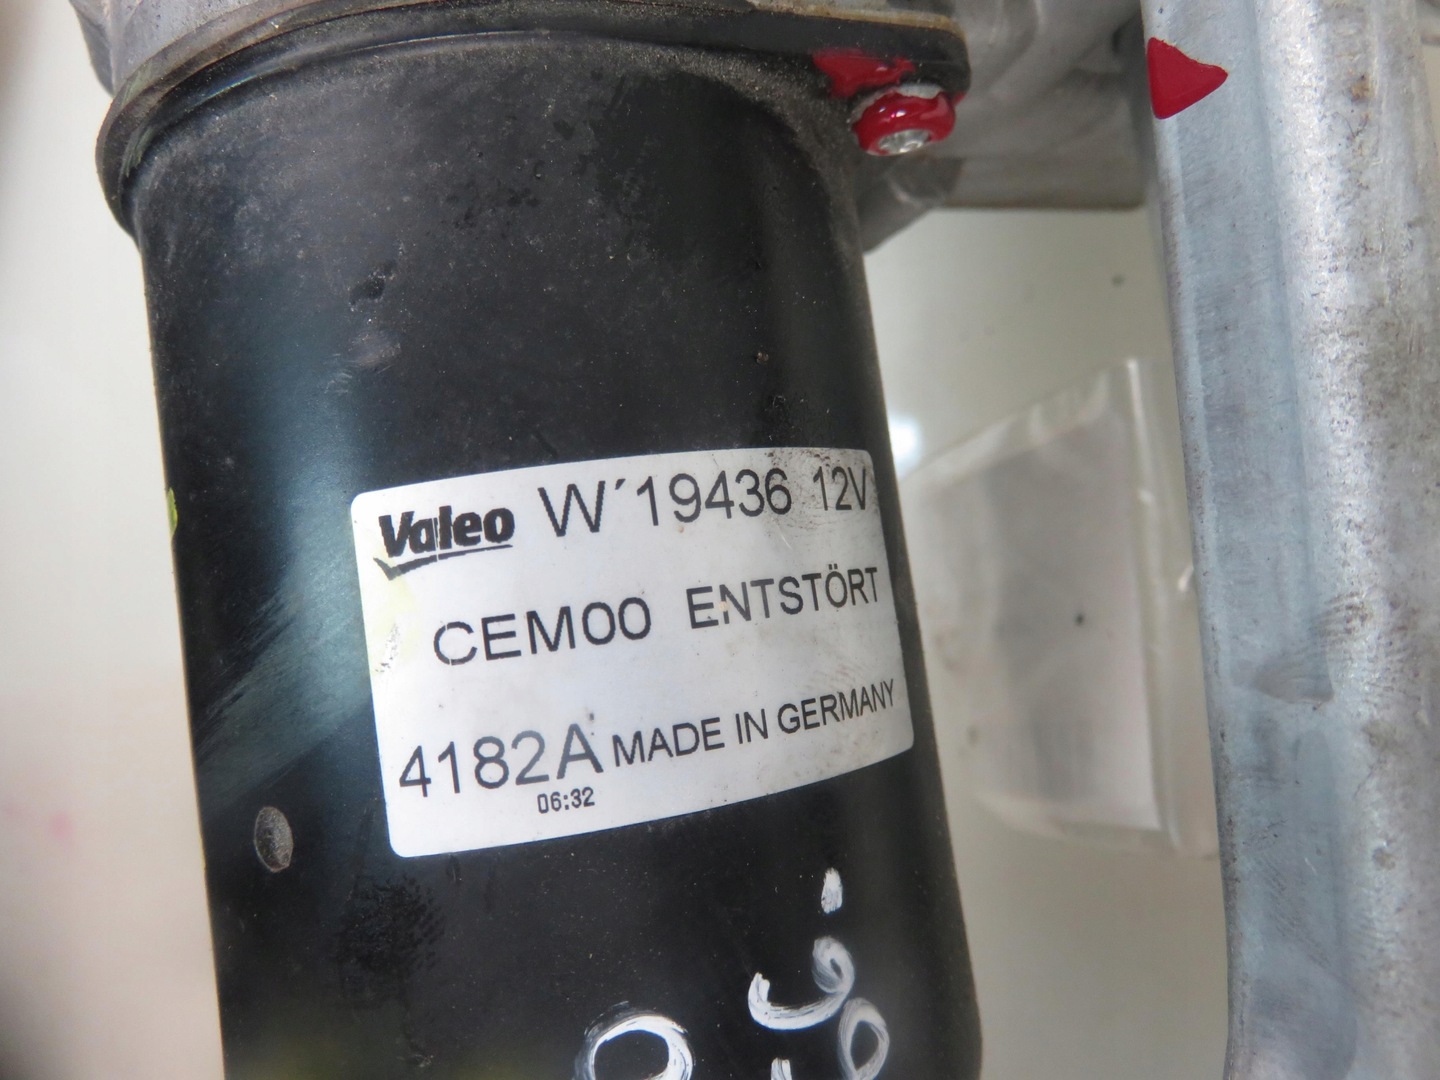 Valeo W´19436 12V
CEM00 ENTSTÖRT
4182A MADE IN GERMANY
06:32